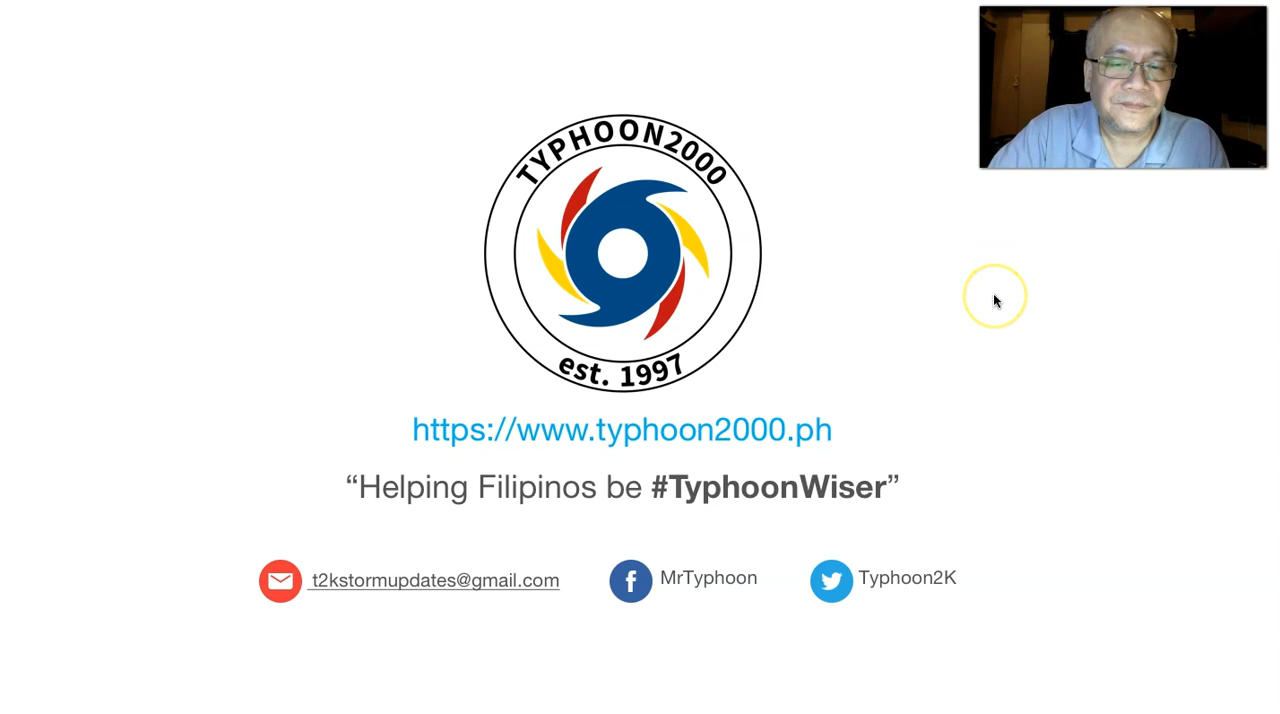 TYPHOON2000
est. 1997
https://www.typhoon2000.ph
“Helping Filipinos be #TyphoonWiser”
t2kstormupdates@gmail.com
MrTyphoon
Typhoon2K